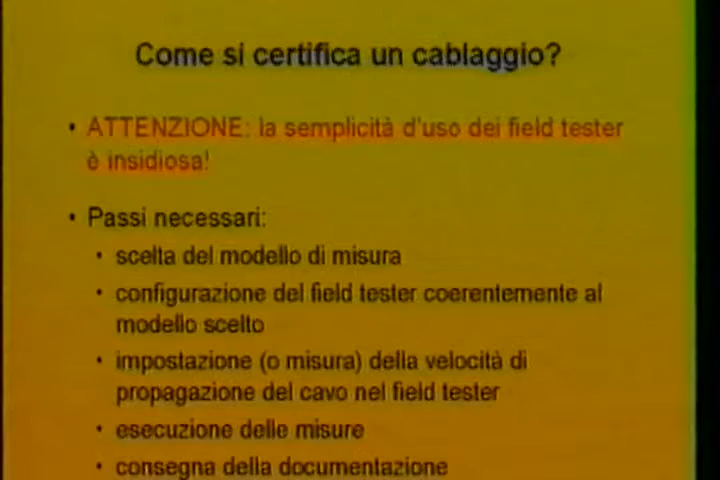 Come si certifica un cablaggio?
• ATTENZIONE: la semplicità d'uso dei field tester
è insidiosa!
• Passi necessari:
• scelta del modello di misura
• configurazione del field tester coerentemente al
modello scelto
• impostazione (o misura) della velocità di
propagazione del cavo nel field tester
• esecuzione delle misure
• consegna della documentazione